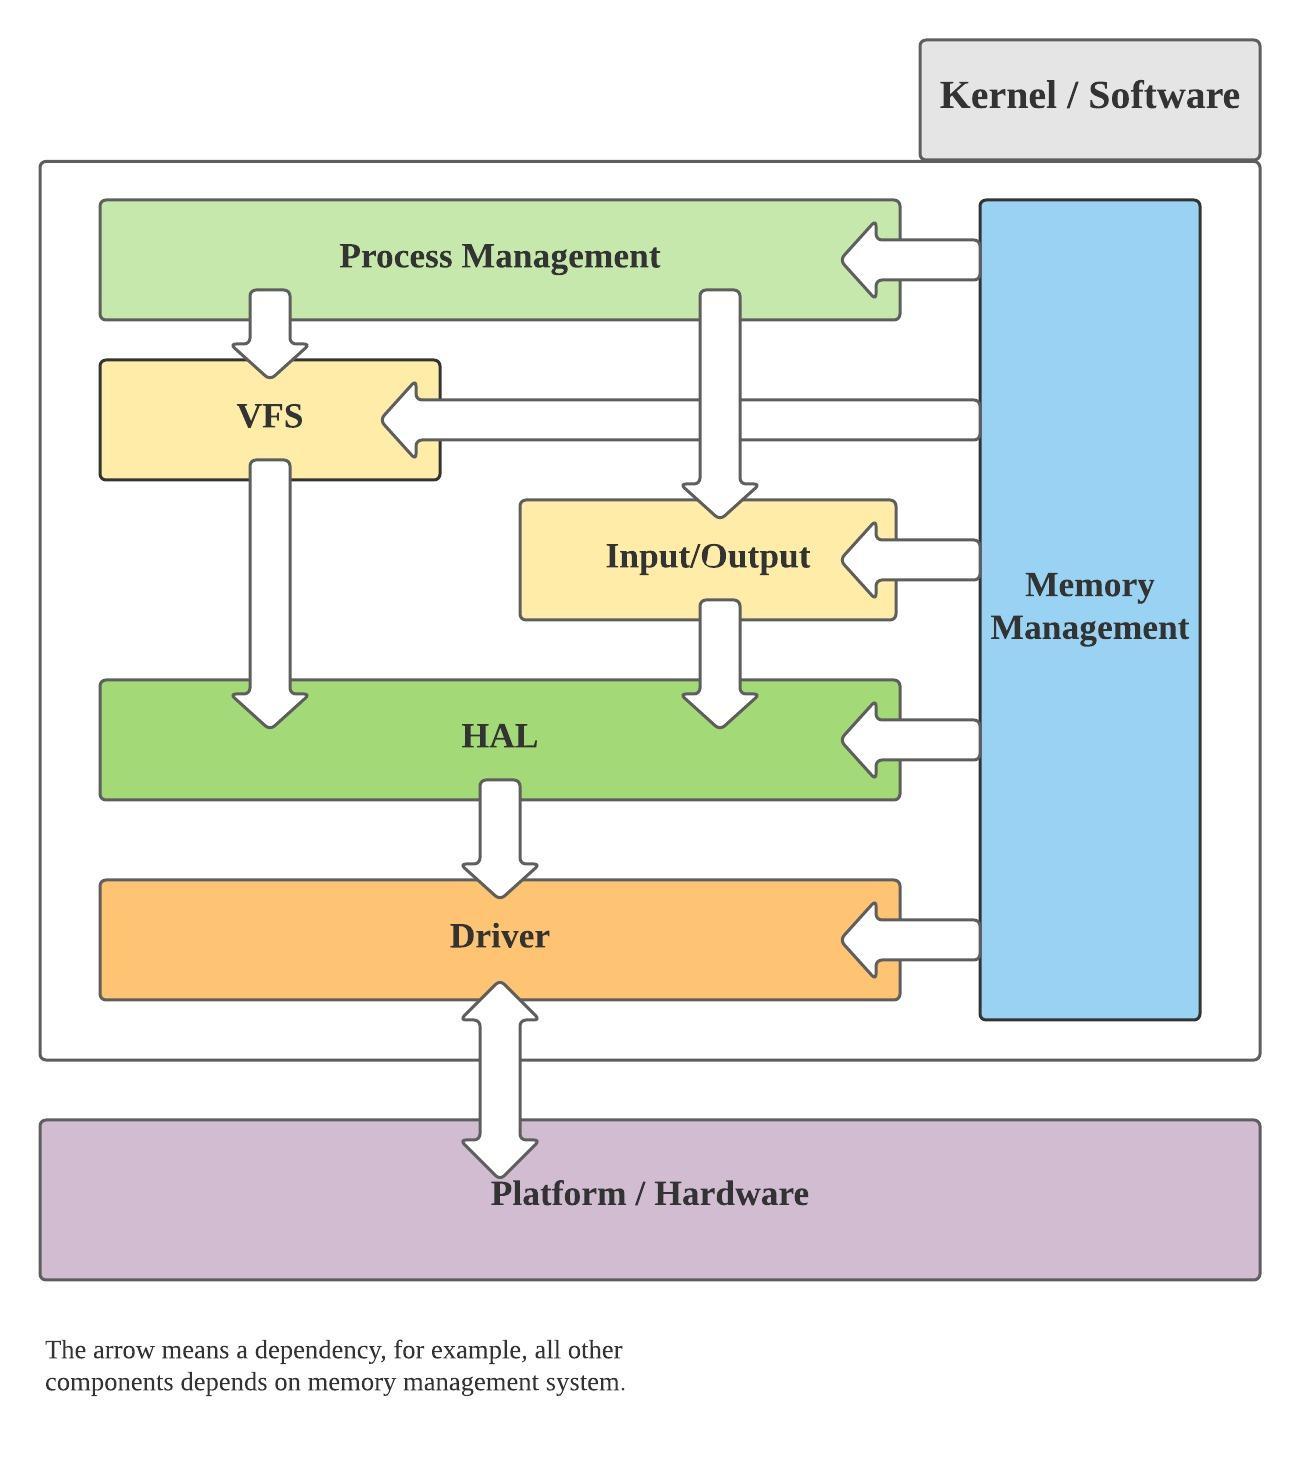 Kernel / Software
Process Management
VFS
Input/Output
Memory
Management
HAL
Driver
Platform / Hardware
The arrow means a dependency, for example, all other
components depends on memory management system.